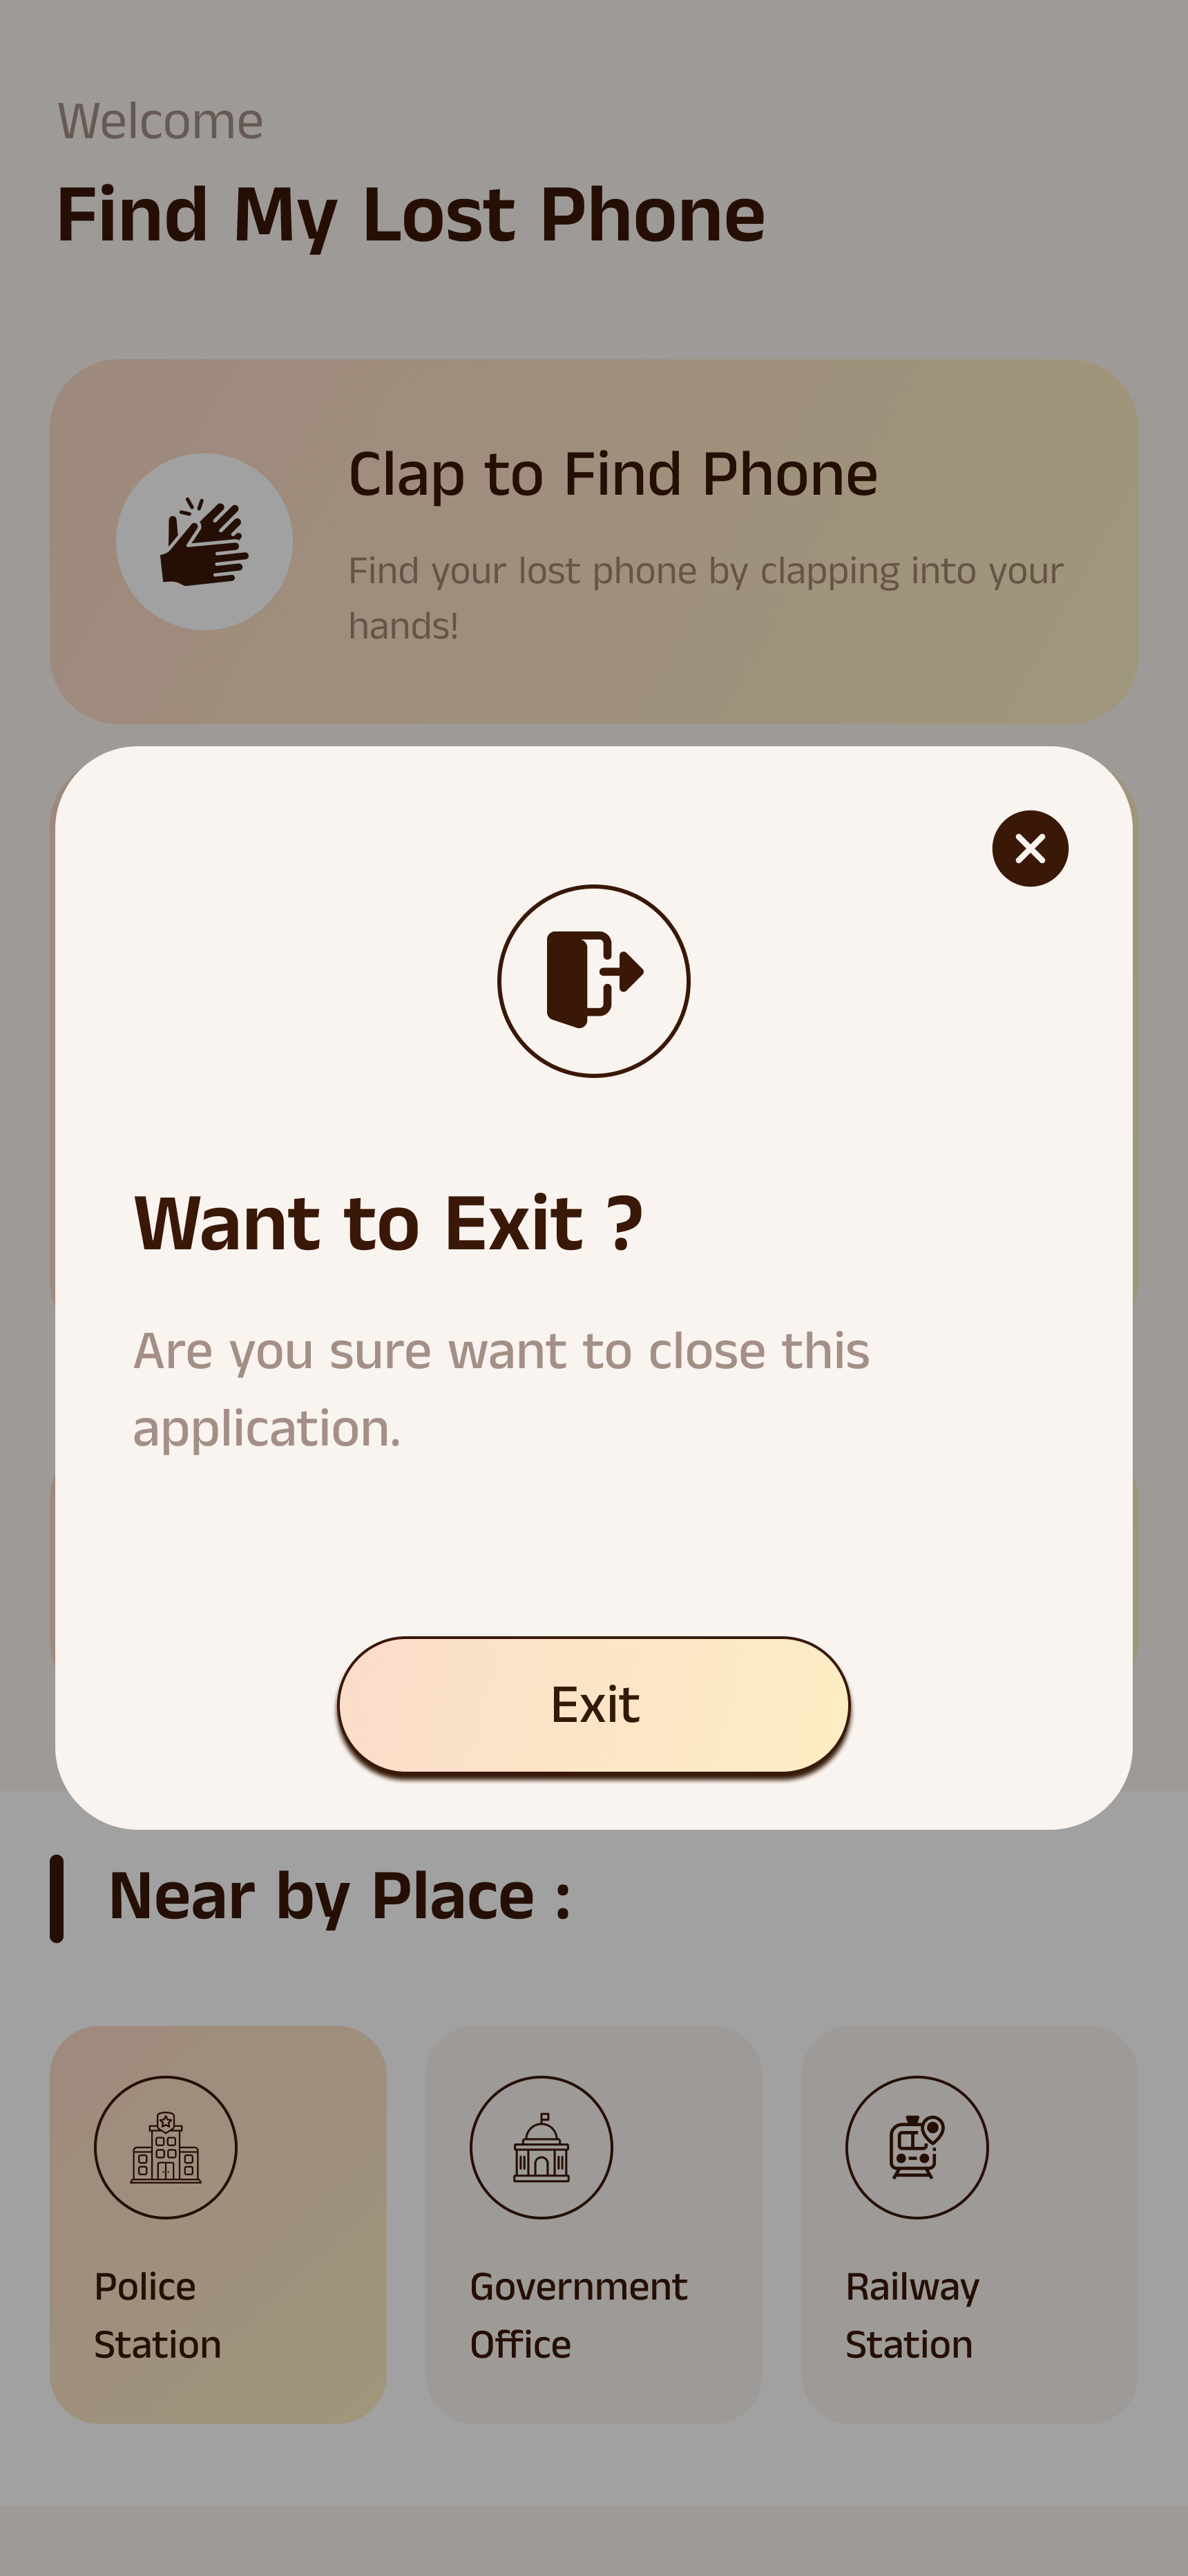 Welcome
Find My Lost Phone
Clap to Find Phone
Find your lost phone by clapping into your
hands!
Want to Exit ?
Are you sure want to close this
application.
Exit
Near by Place :
Police
Station
Government
Office
Railway
Station